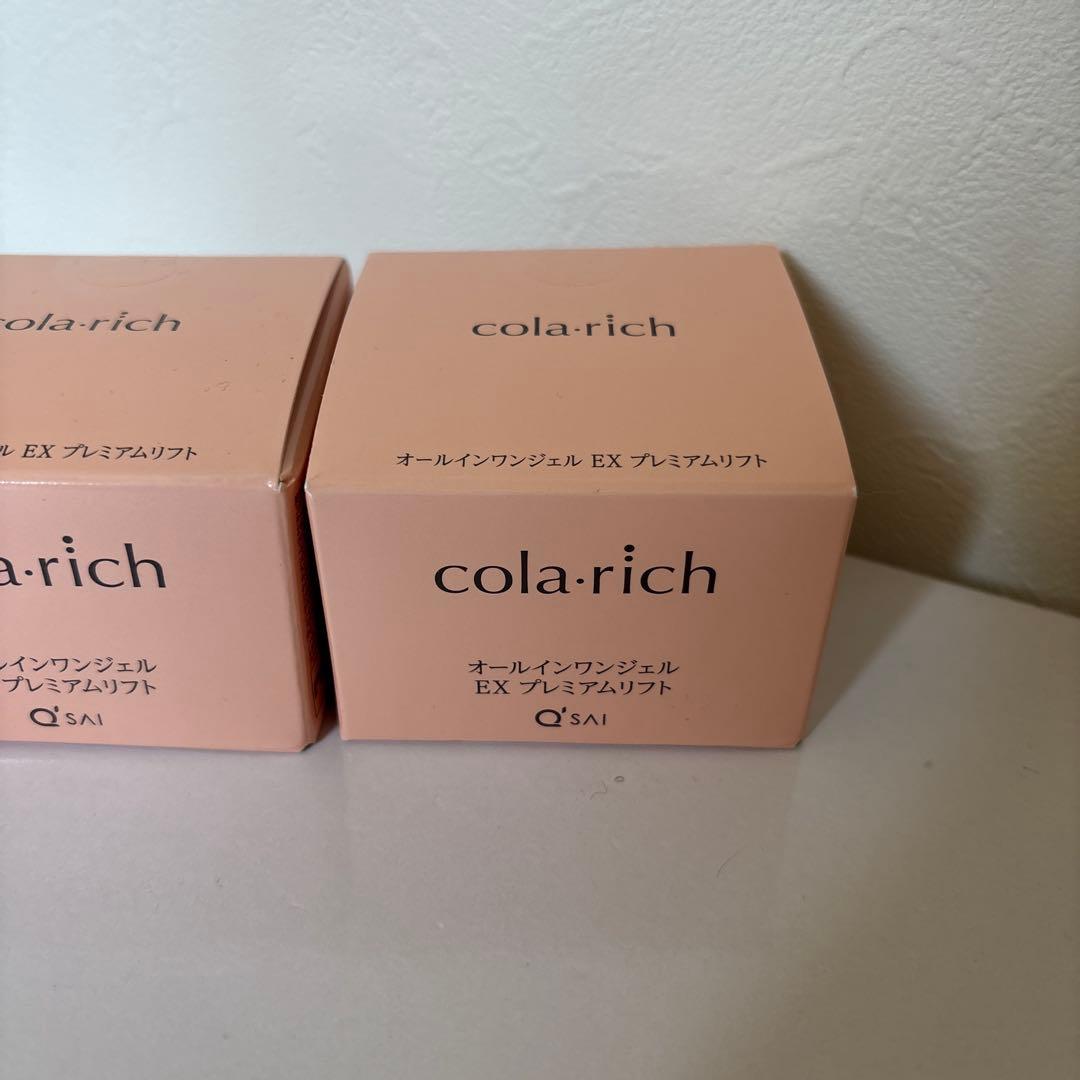 cola·rich
EX プレミアムリフト
rich
インワンジェル
プレミアムリフト
Q'SAI
cola·rich
オールインワンジェル EX プレミアムリフト
cola·rich
オールインワンジェル
EX プレミアムリフト
Q'SAI